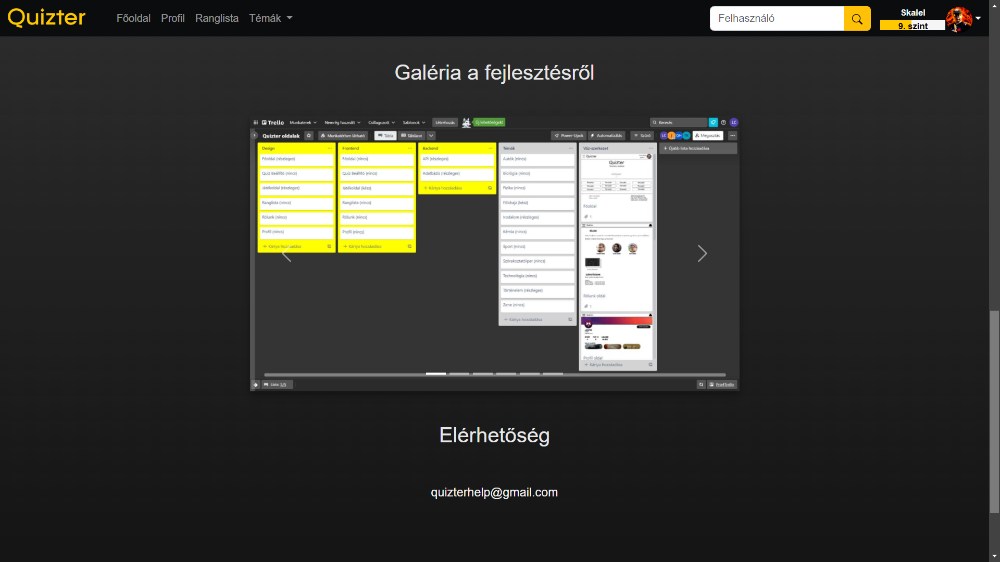 Quizter
Főoldal Profil Ranglista Témák
Felhasználó
Skalel
9. szint
Galéria a fejlesztésről
Trello Munkaterek Nemrég használt Csillagozott Sablonok Létrehozás Új lehetőségek! Keresés LC
Quizter oldalak Munkatérben látható Tábla Táblázat Power-Upok Automatizálás Szűrő LC J QH Megosztás
Design
Főoldal (részleges)
Quiz Beállító (nincs)
Játékoldal (részleges)
Ranglista (nincs)
Rólunk (nincs)
Profil (nincs)
+ Kártya hozzáadása
Frontend
Főoldal (nincs)
Quiz Beállító (nincs)
Játékoldal (kész)
Ranglista (nincs)
Rólunk (nincs)
Profil (nincs)
+ Kártya hozzáadása
Backend
API (részleges)
Adatbázis (részleges)
+ Kártya hozzáadása
Témák
Autók (nincs)
Biológia (nincs)
Fizika (nincs)
Földrajz (kész)
Irodalom (részleges)
Kémia (nincs)
Sport (nincs)
Szórakoztatóipar (nincs)
Technológia (nincs)
Történelem (részleges)
Zene (nincs)
+ Kártya hozzáadása
Váz-szerkezet
Quizter
Quizter
Főoldal
1
Quizter
RÓLUNK
Rólunk oldal
1
Quizter
Profil oldal
+ Kártya hozzáadása
+ Újabb lista hozzáadása
Lists: 5/5
Pro4Trello
Elérhetőség
quizterhelp@gmail.com